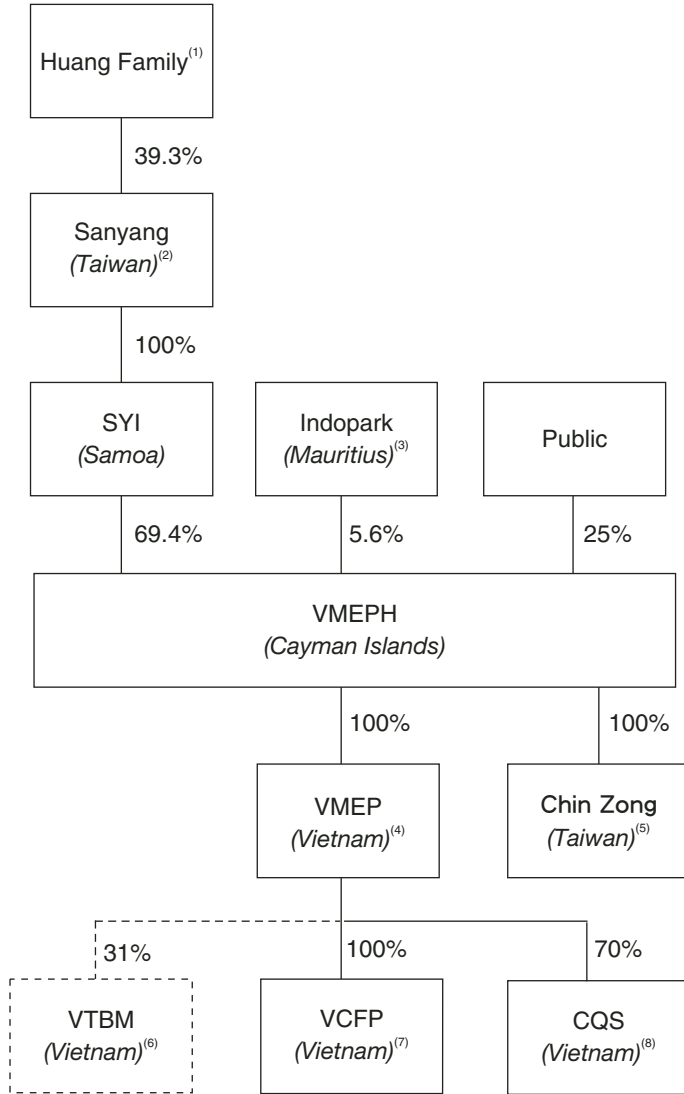 Huang Family(1)
39.3%
Sanyang
(Taiwan)(2)
100%
SYI
(Samoa)
Indopark
(Mauritius)(3)
Public
69.4%
5.6%
25%
VMEPH
(Cayman Islands)
100%
100%
VMEP
(Vietnam)(4)
Chin Zong
(Taiwan)(5)
31%
100%
70%
VTBM
(Vietnam)(6)
VCFP
(Vietnam)(7)
CQS
(Vietnam)(8)